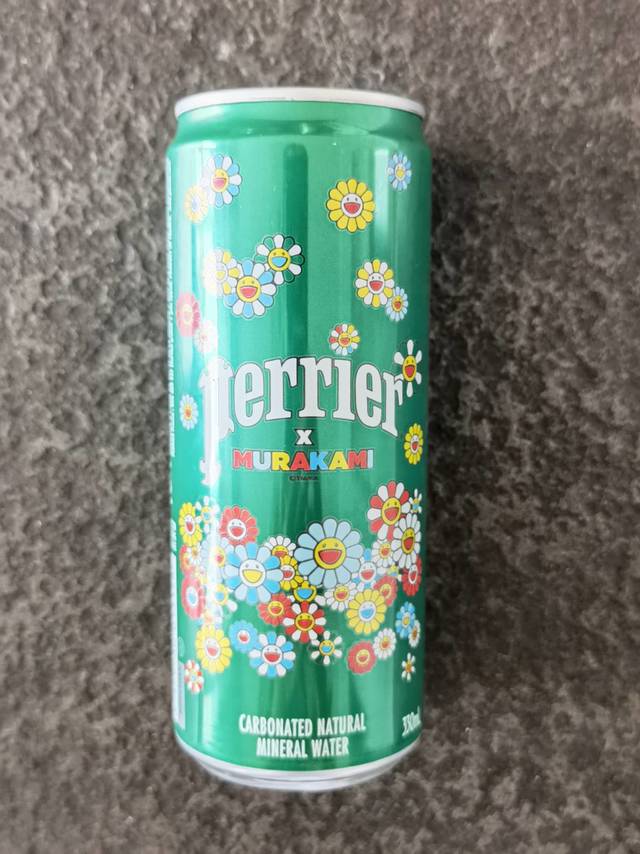 perrier
X
MURAKAMI
CARBONATED NATURAL
MINERAL WATER
330mL